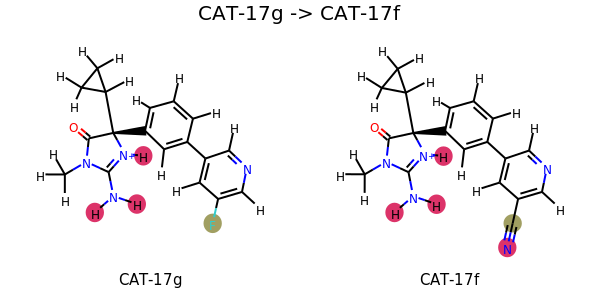 CAT-17g -> CAT-17f
H H H H H H H H H H H H H H H H
O N N+ N N
H H H H H H H H H H H H H H H H
O N N+ N N N
CAT-17g CAT-17f